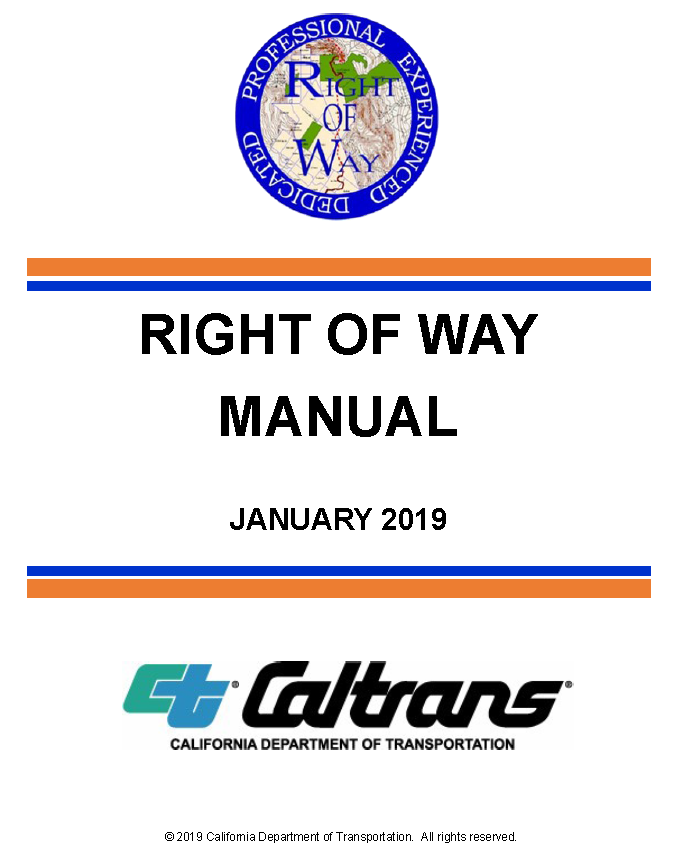 PROFESSIONAL EXPERIENCED DEDICATED
RIGHT
OF
WAY
RIGHT OF WAY
MANUAL
JANUARY 2019
ct® Caltrans®
CALIFORNIA DEPARTMENT OF TRANSPORTATION
© 2019 California Department of Transportation.  All rights reserved.